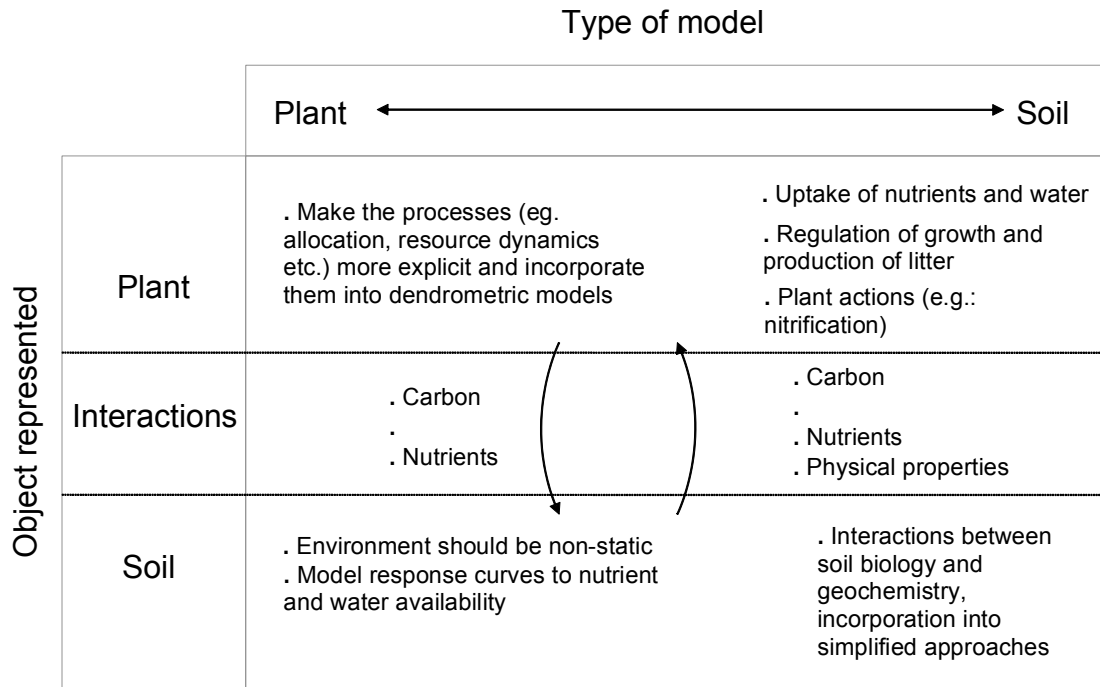 Type of model
Plant
Soil
Object represented
Plant
. Make the processes (eg.
allocation, resource dynamics
etc.) more explicit and incorporate
them into dendrometric models
. Uptake of nutrients and water
. Regulation of growth and
production of litter
. Plant actions (e.g.:
nitrification)
Interactions
. Carbon
.
. Nutrients
. Carbon
.
. Nutrients
. Physical properties
Soil
. Environment should be non-static
. Model response curves to nutrient
and water availability
. Interactions between
soil biology and
geochemistry,
incorporation into
simplified approaches